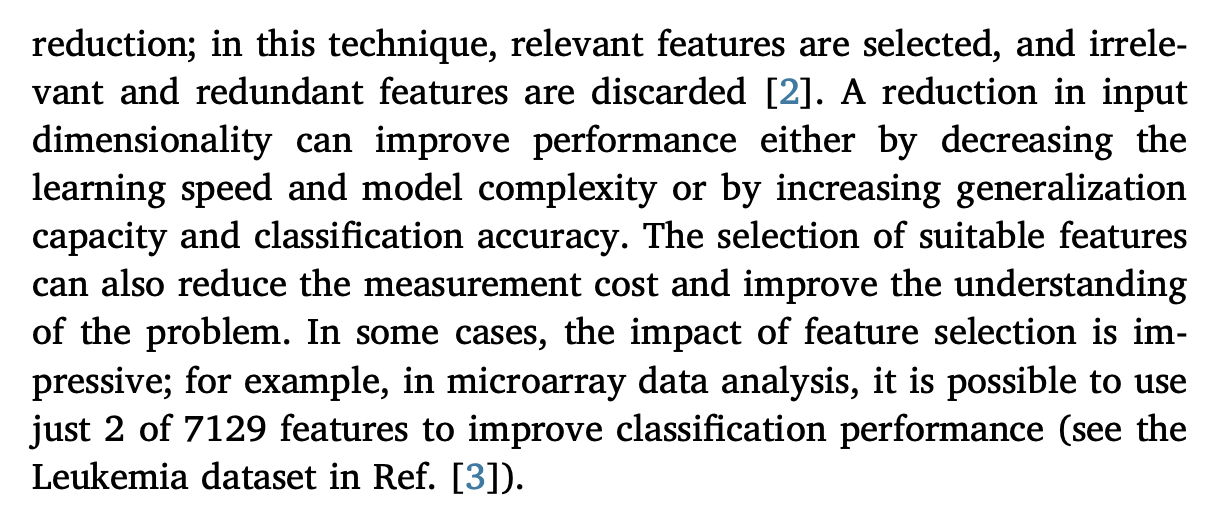 reduction; in this technique, relevant features are selected, and irrele-
vant and redundant features are discarded [2]. A reduction in input
dimensionality can improve performance either by decreasing the
learning speed and model complexity or by increasing generalization
capacity and classification accuracy. The selection of suitable features
can also reduce the measurement cost and improve the understanding
of the problem. In some cases, the impact of feature selection is im-
pressive; for example, in microarray data analysis, it is possible to use
just 2 of 7129 features to improve classification performance (see the
Leukemia dataset in Ref. [3]).